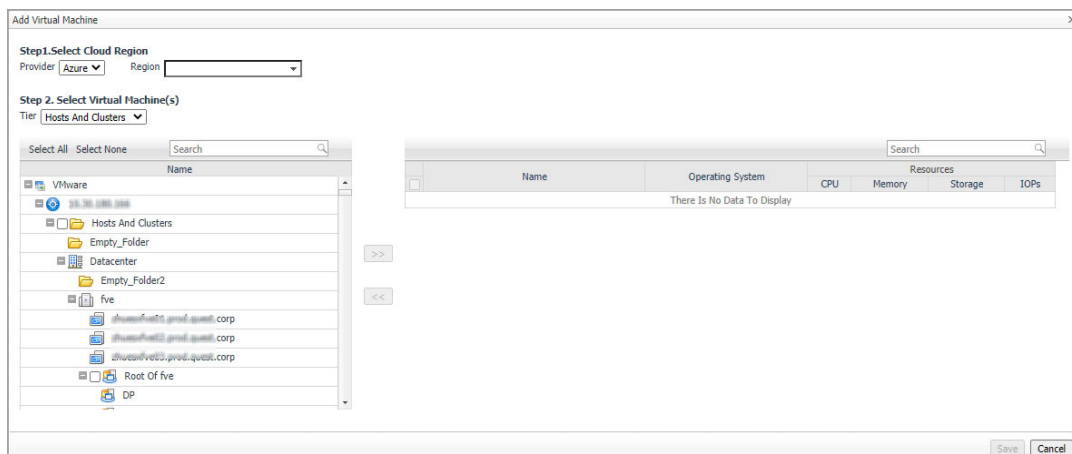 Add Virtual Machine
Step1.Select Cloud Region
Provider Azure Region
Step 2. Select Virtual Machine(s)
Tier Hosts And Clusters
Select All Select None Search
Search
Name
Name Operating System Resources
CPU Memory Storage IOPs
There Is No Data To Display
VMware
Hosts And Clusters
Empty_Folder
Datacenter
Empty_Folder2
fve
.corp
.corp
.corp
Root Of fve
DP
>>
<<
Save Cancel